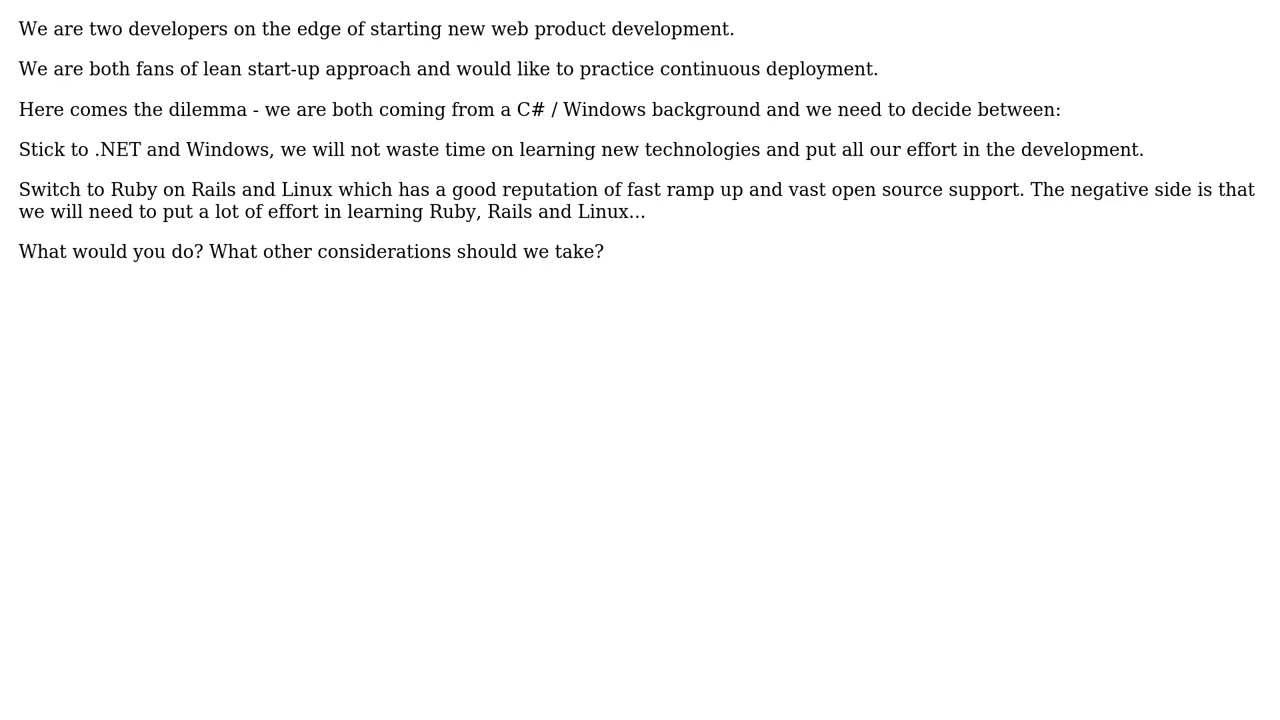 We are two developers on the edge of starting new web product development.
We are both fans of lean start-up approach and would like to practice continuous deployment.
Here comes the dilemma - we are both coming from a C# / Windows background and we need to decide between:
Stick to .NET and Windows, we will not waste time on learning new technologies and put all our effort in the development.
Switch to Ruby on Rails and Linux which has a good reputation of fast ramp up and vast open source support. The negative side is that
we will need to put a lot of effort in learning Ruby, Rails and Linux...
What would you do? What other considerations should we take?